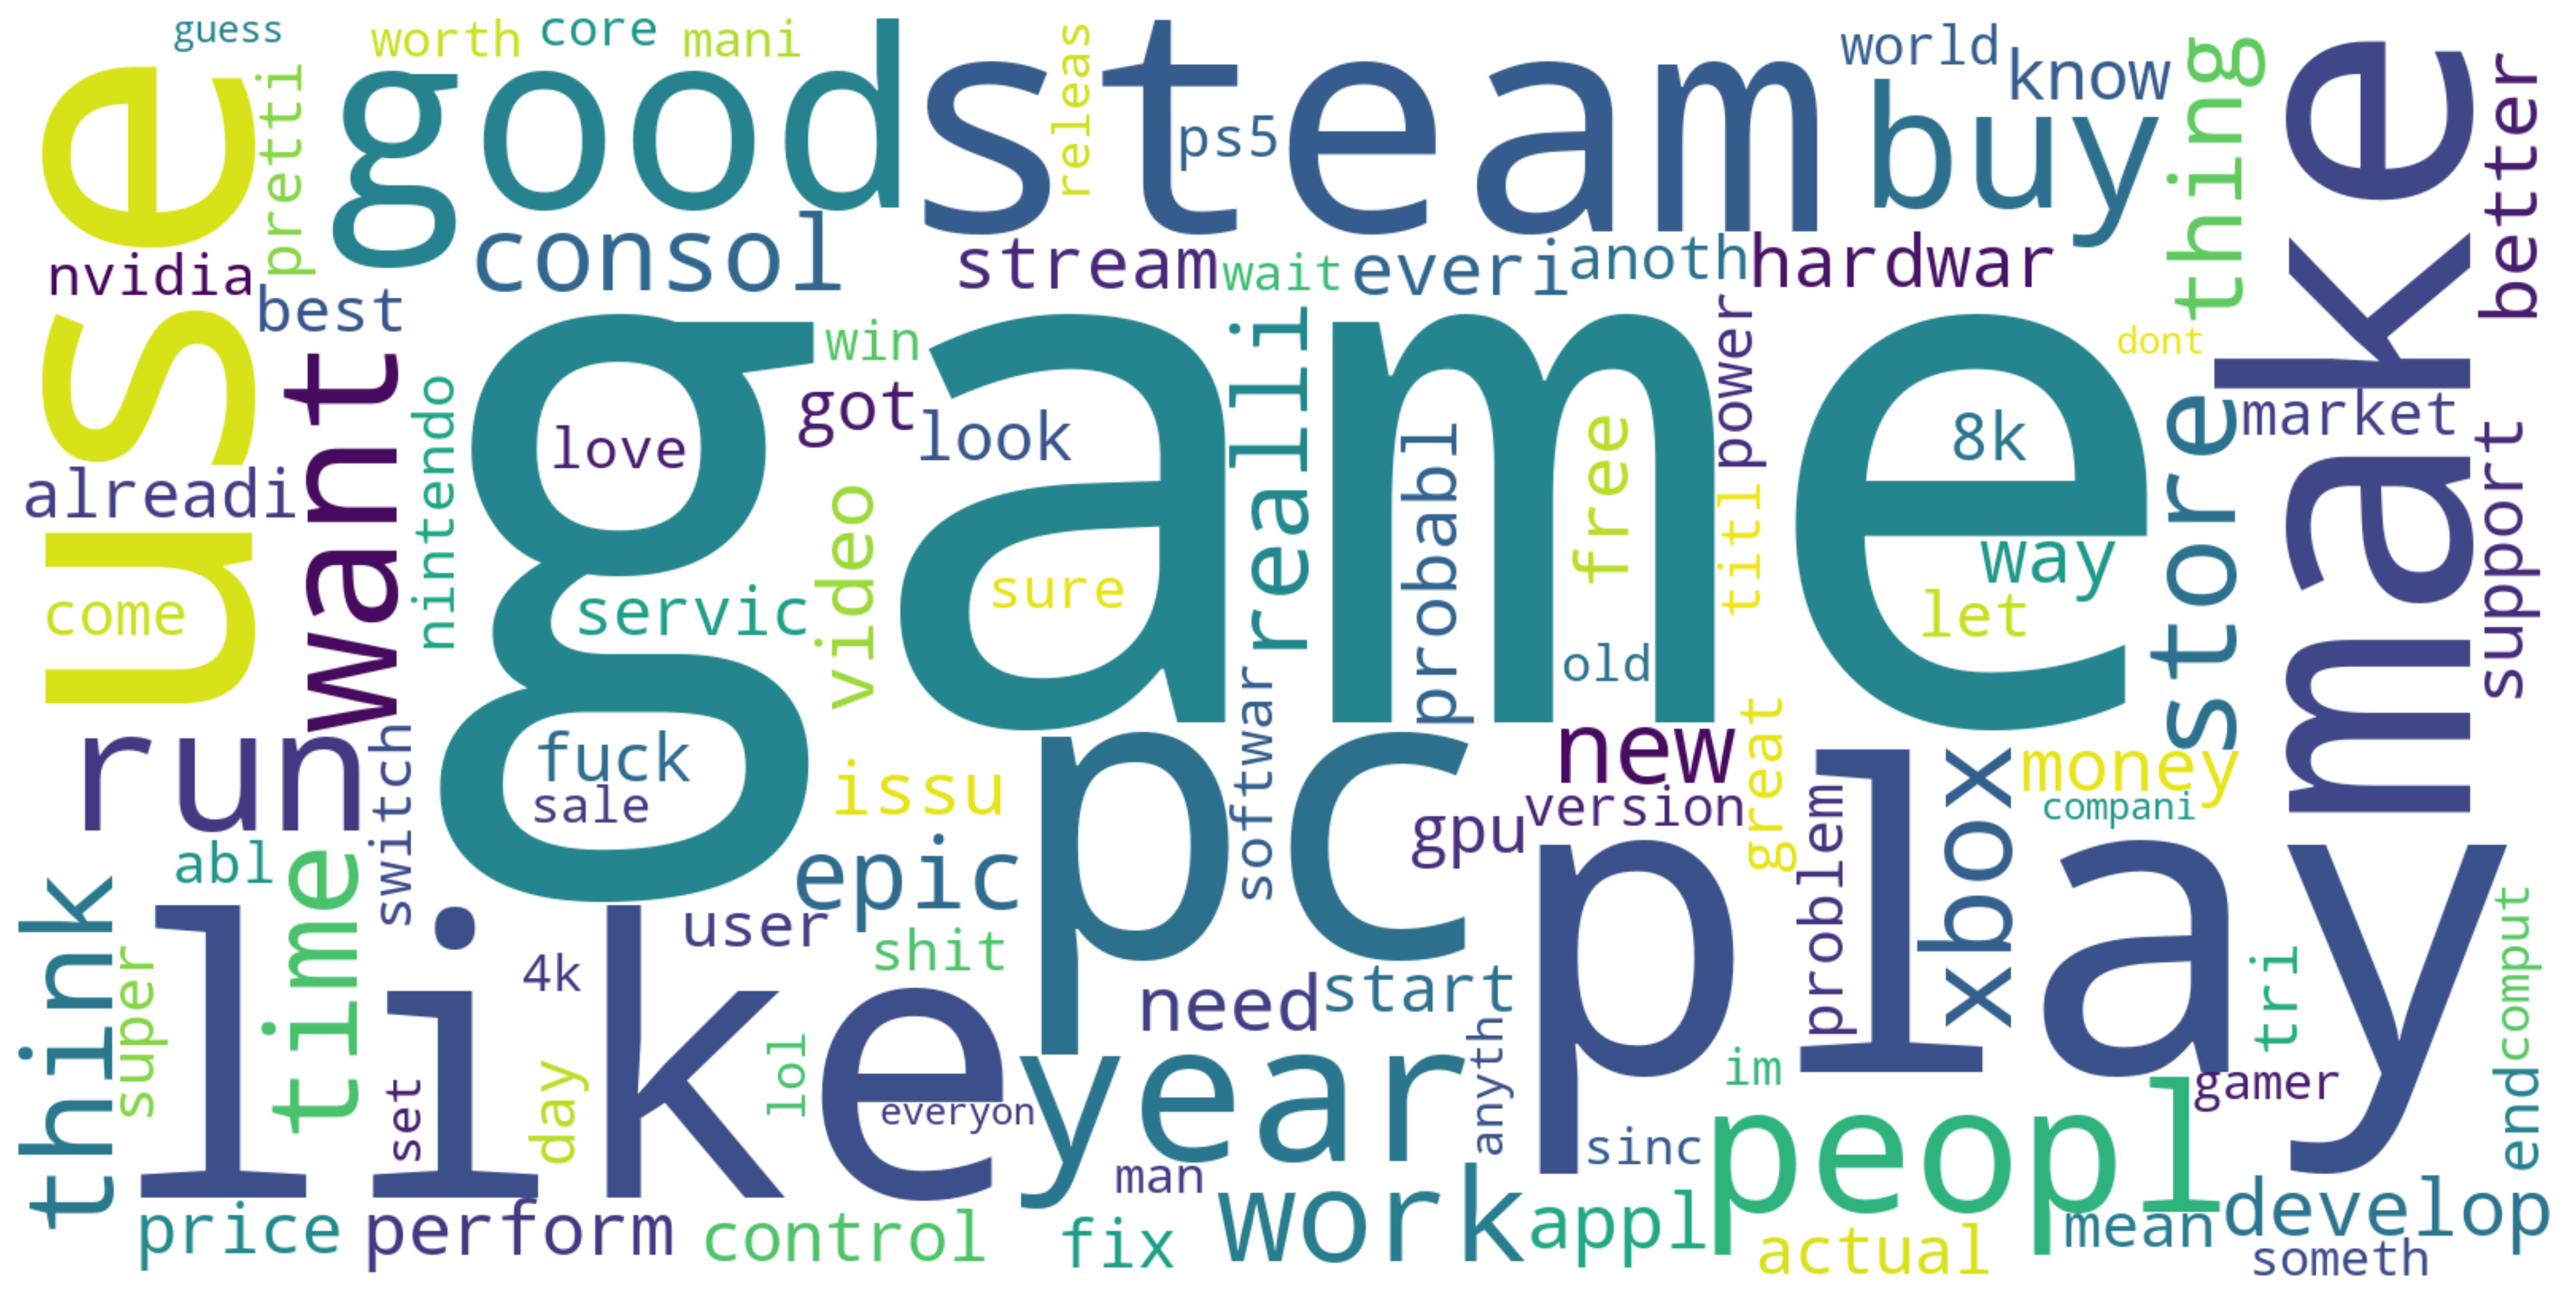 guess
worth
core
mani
releas
world
know
thing
better
use
pretti
good
steam
ps5
buy
make
nvidia
consol
stream
wait
everi
anoth
hardwar
best
want
win
realli
power
dont
nintendo
love
got
look
free
8k
store
market
alreadi
video
probabl
titl
way
support
come
servic
sure
let
old
softwar
run
switch
fuck
sale
issu
new
great
money
compani
version
gpu
problem
xbox
game
pc
play
abl
time
epic
user
shit
think
super
like
4k
need
start
tri
comput
lol
day
set
everyon
year
anyth
im
gamer
end
sinc
peopl
man
work
price
perform
control
fix
appl
actual
mean
develop
someth